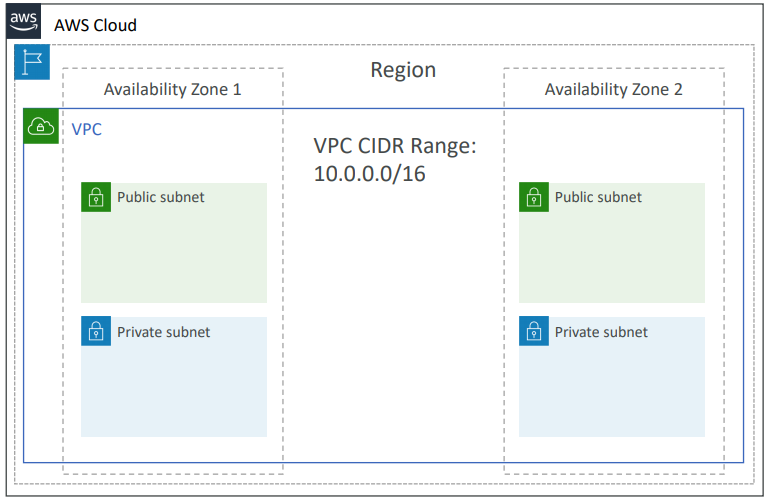 aws
AWS Cloud
Region
Availability Zone 1
Availability Zone 2
VPC
VPC CIDR Range:
10.0.0.0/16
Public subnet
Public subnet
Private subnet
Private subnet